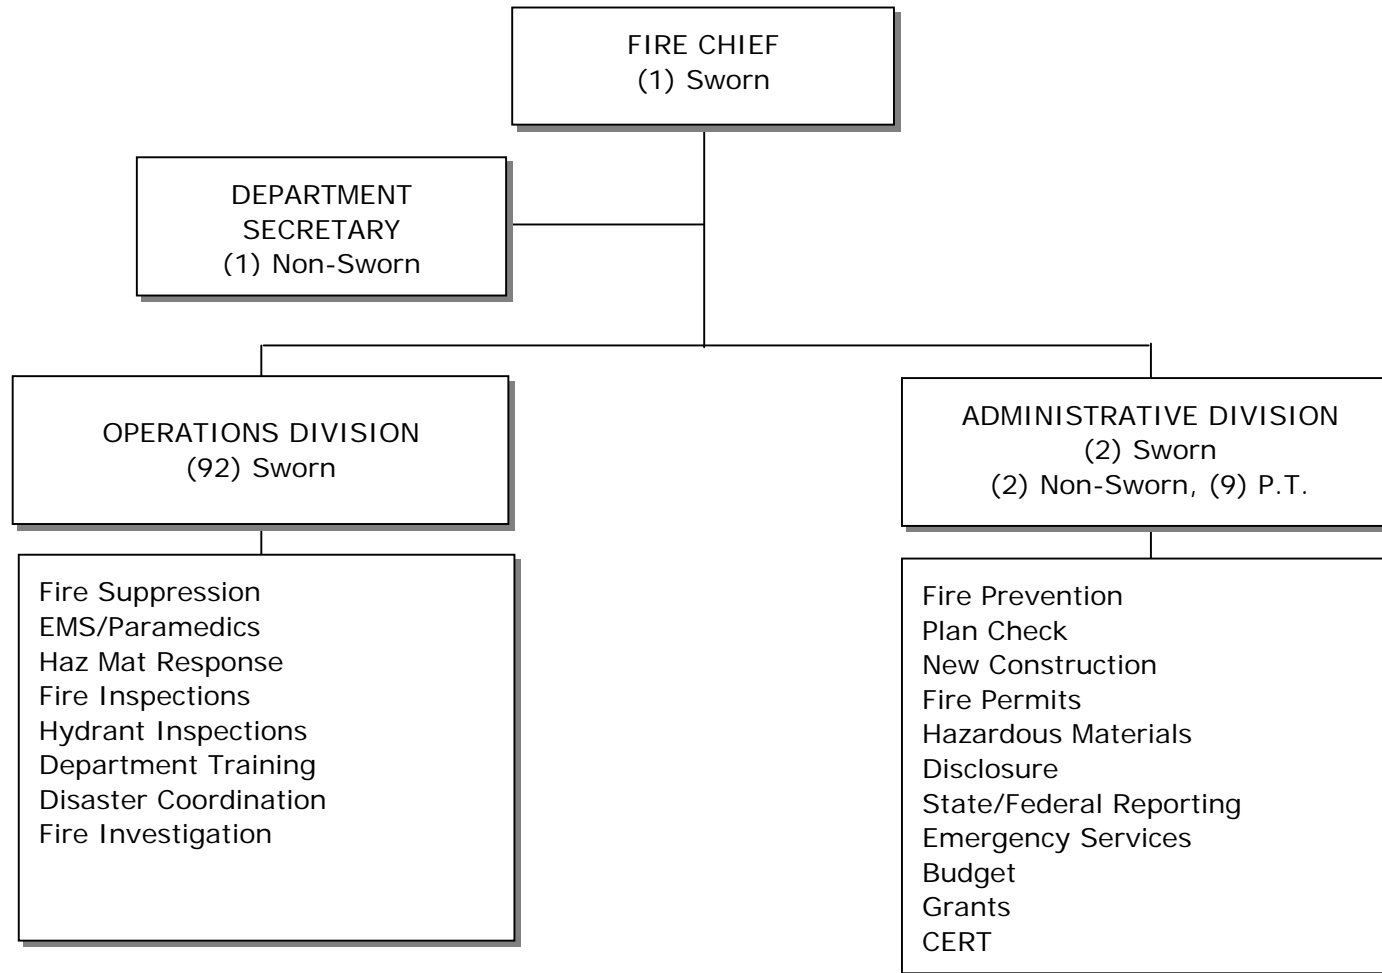 FIRE CHIEF
(1) Sworn
DEPARTMENT
SECRETARY
(1) Non-Sworn
OPERATIONS DIVISION
(92) Sworn
ADMINISTRATIVE DIVISION
(2) Sworn
(2) Non-Sworn, (9) P.T.
Fire Suppression
EMS/Paramedics
Haz Mat Response
Fire Inspections
Hydrant Inspections
Department Training
Disaster Coordination
Fire Investigation
Fire Prevention
Plan Check
New Construction
Fire Permits
Hazardous Materials
Disclosure
State/Federal Reporting
Emergency Services
Budget
Grants
CERT